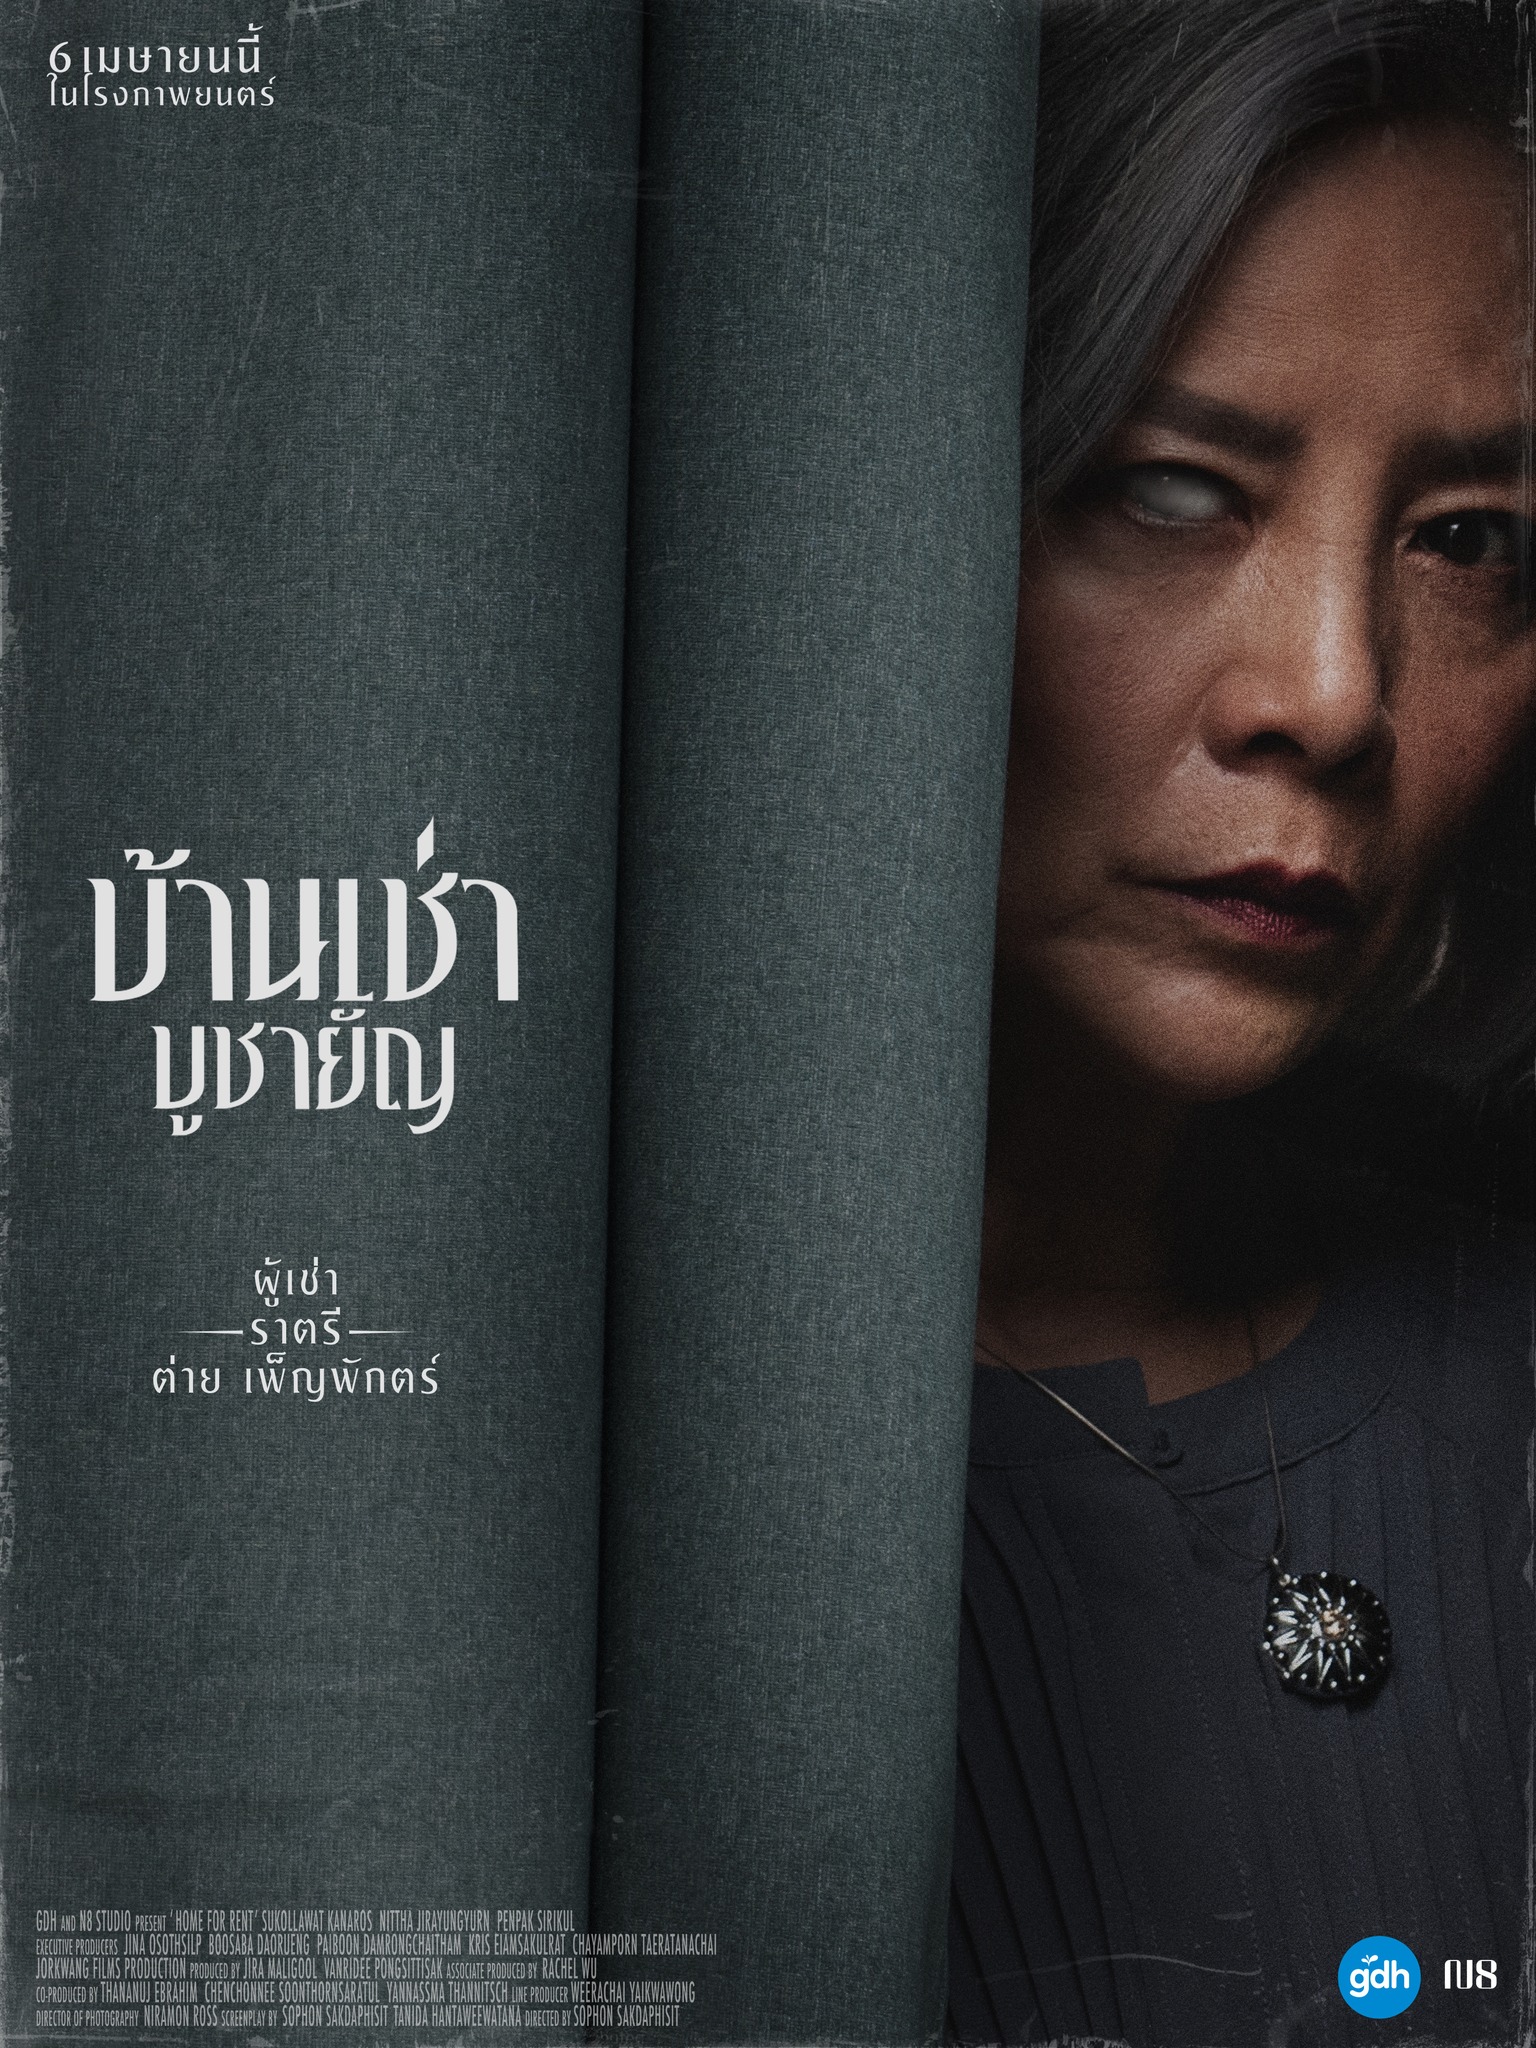 6 เมษายนนี้
ในโรงภาพยนตร์
บ้านเช่า
บูชายัญ
ผู้เช่า
ราตรี
ต่าย เพ็ญพักตร์
GDH AND N8 STUDIO PRESENT ‘HOME FOR RENT’ SUKOLLAWAT KANAROS NITTHA JIRAYUNGYURN PENPAK SIRIKUL
EXECUTIVE PRODUCERS JINA OSOTHSILP BOOSABA DAORUENG PAIBOON DAMRONGCHAITHAM KRIS EIAMSAKULRAT CHAYAMPORN TAERATANACHAI
JORKWANG FILMS PRODUCTION PRODUCED BY JIRA MALIGOOL VANRIDEE PONGSITTISAK ASSOCIATE PRODUCED BY RACHEL WU
CO-PRODUCED BY THANANUJ EBRAHIM CHENCHONNEE SOONTHORNSARATUL YANNASSMA THANNITSCH LINE PRODUCER WEERACHAI YAIKWAWONG
DIRECTOR OF PHOTOGRAPHY NIRAMON ROSS SCREENPLAY BY SOPHON SAKDAPHISIT TANIDA HANTAWEEWATANA DIRECTED BY SOPHON SAKDAPHISIT
gdh N8